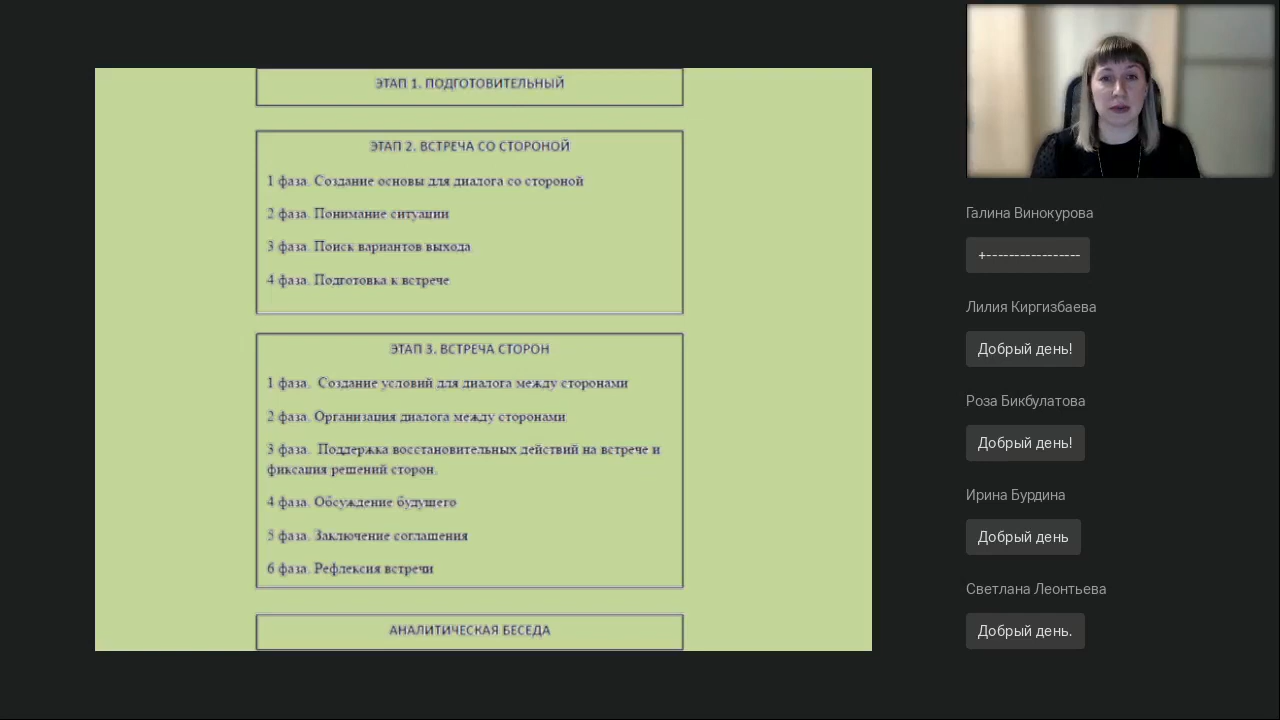 ЭТАП 1. ПОДГОТОВИТЕЛЬНЫЙ
ЭТАП 2. ВСТРЕЧА СО СТОРОНОЙ
1 фаза. Создание основы для диалога со стороной
2 фаза. Понимание ситуации
3 фаза. Поиск вариантов выхода
4 фаза. Подготовка к встрече
ЭТАП 3. ВСТРЕЧА СТОРОН
1 фаза. Создание условий для диалога между сторонами
2 фаза. Организация диалога между сторонами
3 фаза. Поддержка восстановительных действий на встрече и
фиксация решений сторон.
4 фаза. Обсуждение будущего
5 фаза. Заключение соглашения
6 фаза. Рефлексия встречи
АНАЛИТИЧЕСКАЯ БЕСЕДА
Галина Винокурова
+-----------------
Лилия Киргизбаева
Добрый день!
Роза Бикбулатова
Добрый день!
Ирина Бурдина
Добрый день
Светлана Леонтьева
Добрый день.